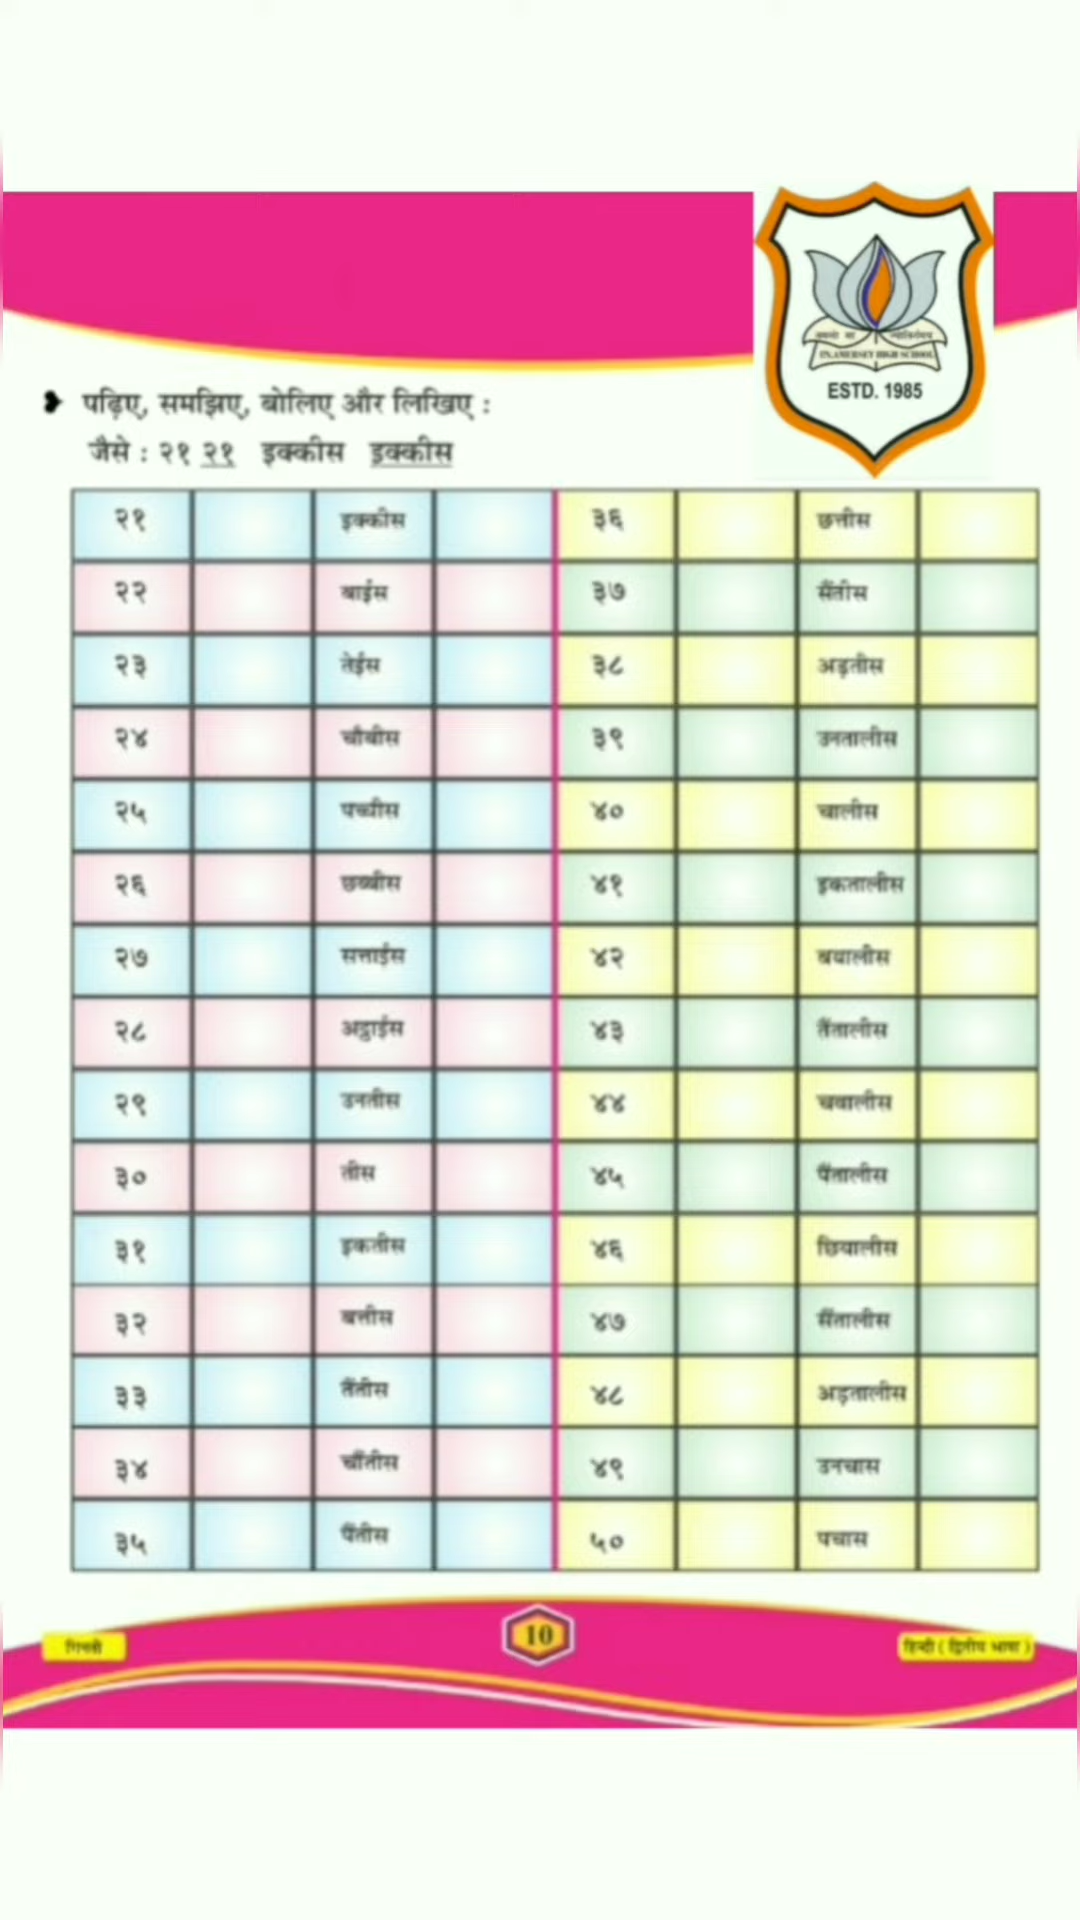 ESTD. 1985
पढ़िए, समझिए, बोलिए और लिखिए :
जैसे : २१ २१ इक्कीस इक्कीस
२१ इक्कीस ३६ छत्तीस
२२ बाईस ३७ सैंतीस
२३ तेईस ३८ अड़तीस
२४ चौबीस ३९ उनतालीस
२५ पच्चीस ४० चालीस
२६ छब्बीस ४१ इकतालीस
२७ सत्ताईस ४२ बयालीस
२८ अट्ठाईस ४३ तैंतालीस
२९ उनतीस ४४ चवालीस
३० तीस ४५ पैंतालीस
३१ इकतीस ४६ छियालीस
३२ बत्तीस ४७ सैंतालीस
३३ तैंतीस ४८ अड़तालीस
३४ चौंतीस ४९ उनचास
३५ पैंतीस ५० पचास
गिनती 10 हिन्दी ( द्वितीय भाषा )